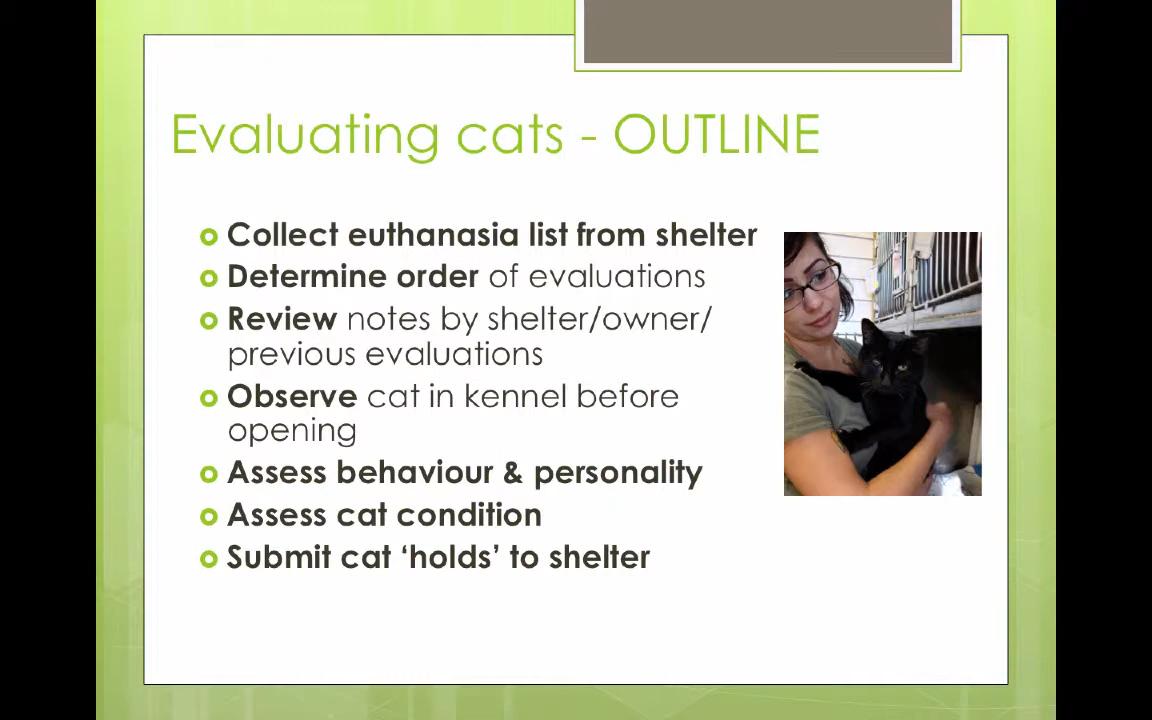 Evaluating cats - OUTLINE
Collect euthanasia list from shelter
Determine order of evaluations
Review notes by shelter/owner/
previous evaluations
Observe cat in kennel before
opening
Assess behaviour & personality
Assess cat condition
Submit cat ‘holds’ to shelter